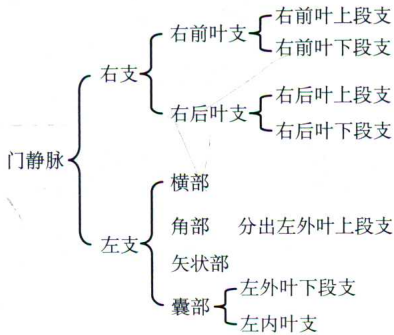 门静脉
右支
右前叶支
右前叶上段支
右前叶下段支
右后叶支
右后叶上段支
右后叶下段支
左支
横部
角部 分出左外叶上段支
矢状部
囊部
左外叶下段支
左内叶支